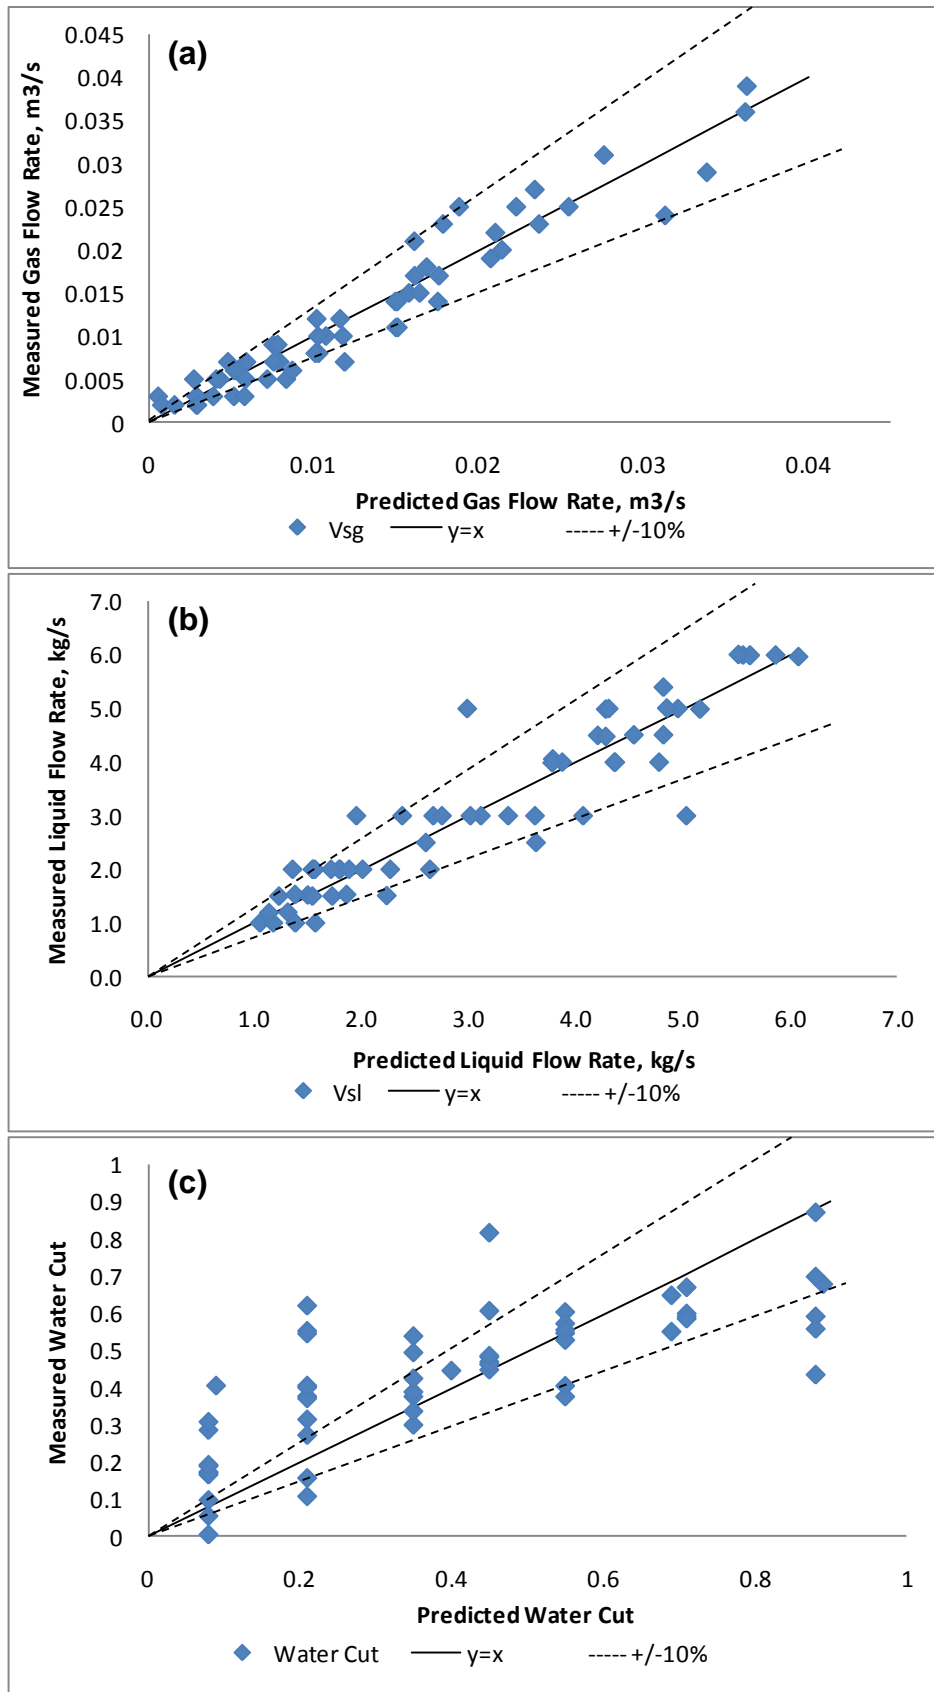 (a)
Measured Gas Flow Rate, m3/s
0.045
0.04
0.035
0.03
0.025
0.02
0.015
0.01
0.005
0
0 0.01 0.02 0.03 0.04
Predicted Gas Flow Rate, m3/s
Vsg y=x +/-10%
(b)
Measured Liquid Flow Rate, kg/s
7.0
6.0
5.0
4.0
3.0
2.0
1.0
0.0
0.0 1.0 2.0 3.0 4.0 5.0 6.0 7.0
Predicted Liquid Flow Rate, kg/s
Vsl y=x +/-10%
(c)
Measured Water Cut
1
0.9
0.8
0.7
0.6
0.5
0.4
0.3
0.2
0.1
0
0 0.2 0.4 0.6 0.8 1
Predicted Water Cut
Water Cut y=x +/-10%